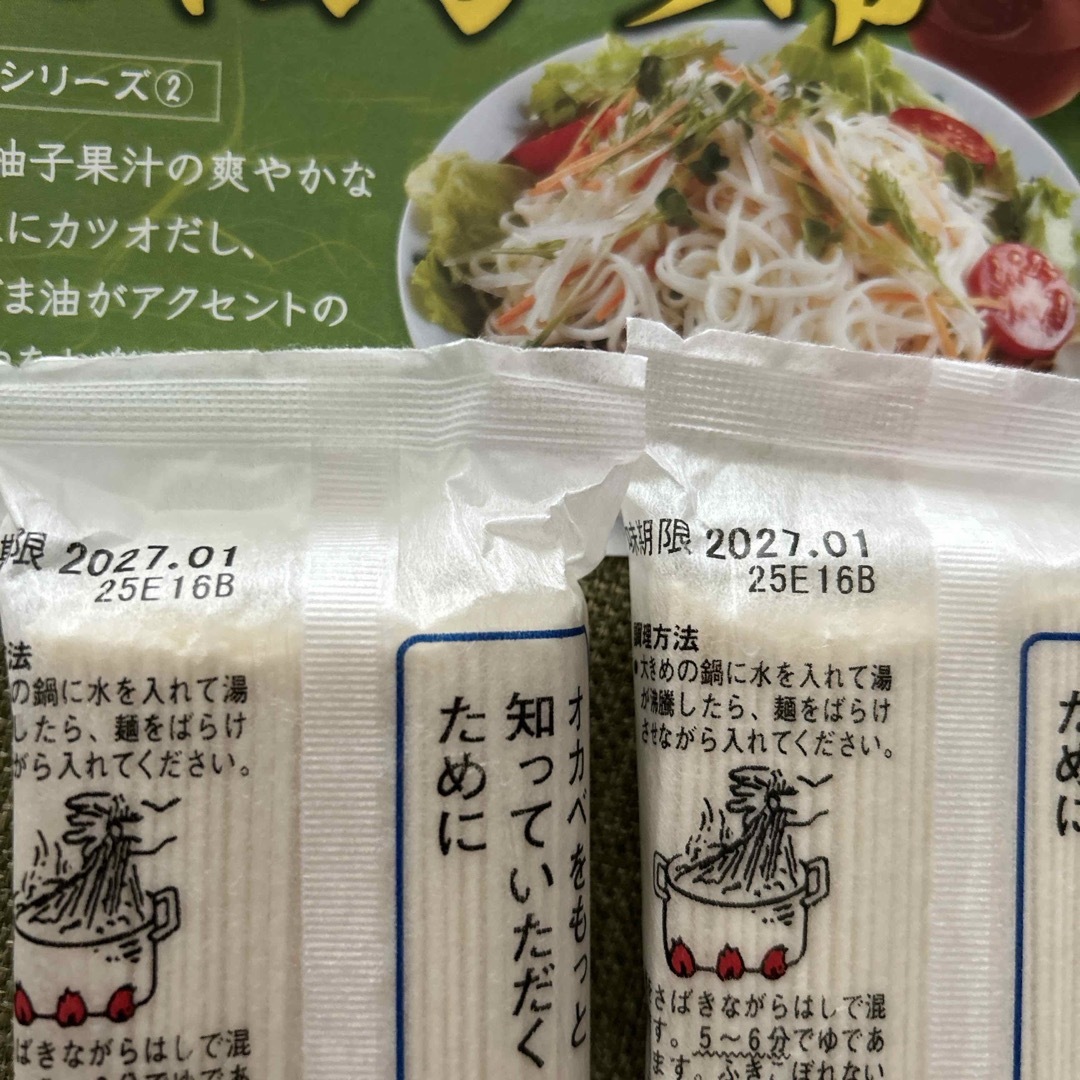 シリーズ②
柚子果汁の爽やかな
にカツオだし、
ま油がアクセントの
期限 2027.01
25E16B
法
の鍋に水を入れて湯
したら、麺をばらけ
がら入れてください。
ばきながらはしで混
オカベをもっと
知っていただく
ために
味期限 2027.01
25E16B
調理方法
●大きめの鍋に水を入れて湯
が沸騰したら、麺をばらけ
させながら入れてください。
さばきながらはしで混
す。5〜6分でゆであ
ます。ふきこぼれない
ために